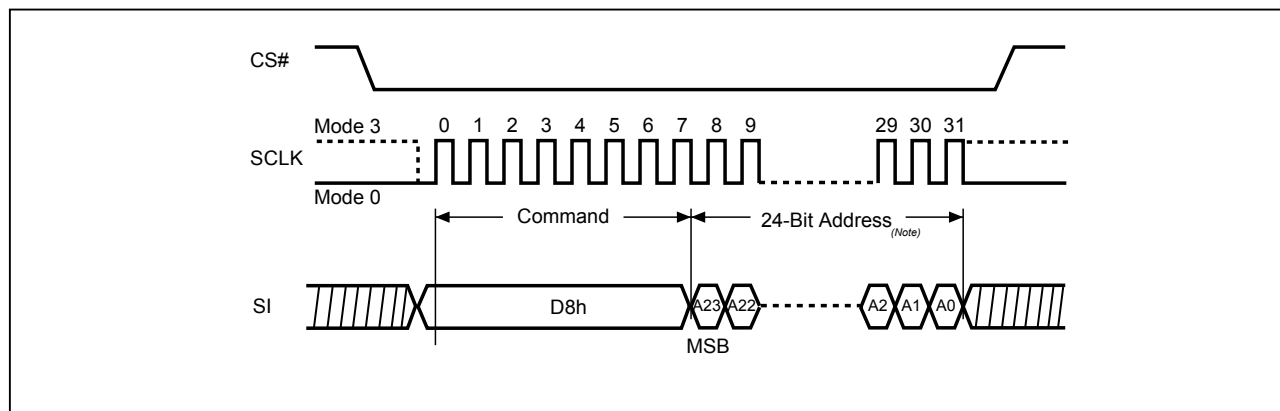 CS#
Mode 3
0 1 2 3 4 5 6 7 8 9 29 30 31
SCLK
Mode 0
Command
24-Bit Address (Note)
SI
D8h
A23 A22 A2 A1 A0
MSB